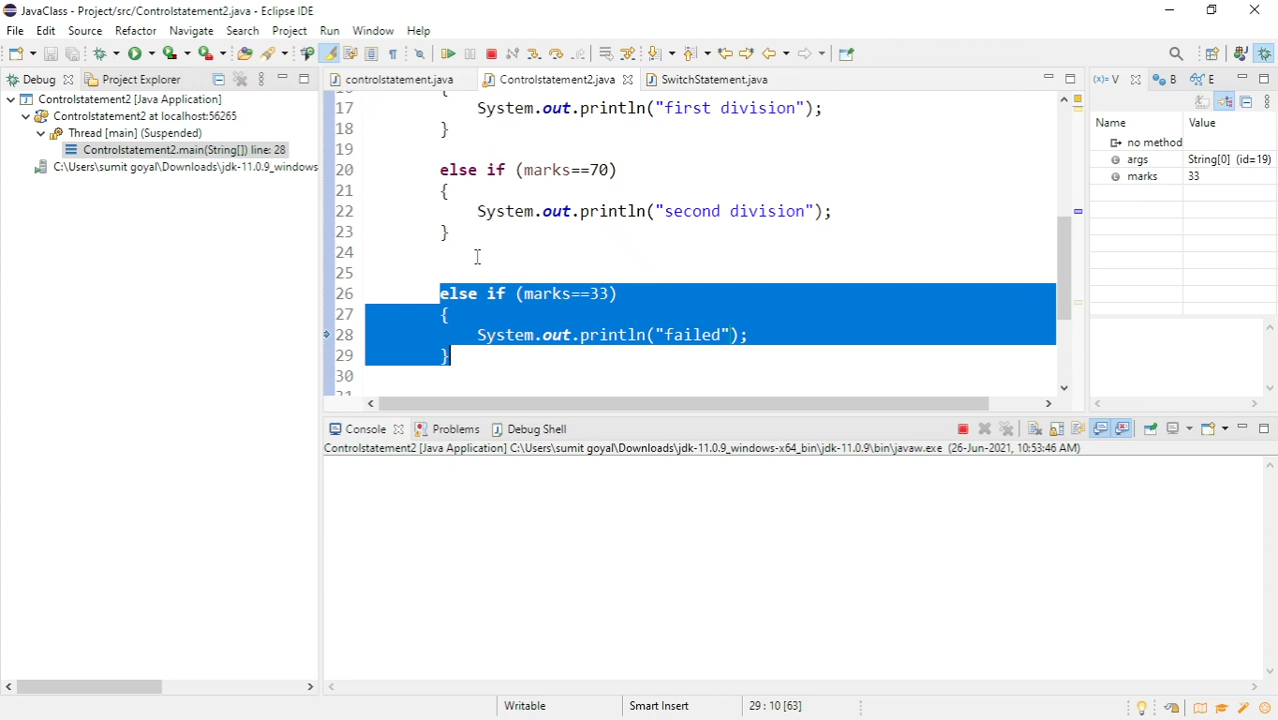 JavaClass - Project/src/Controlstatement2.java - Eclipse IDE
File Edit Source Refactor Navigate Search Project Run Window Help
Debug Project Explorer
controlstatement.java Controlstatement2.java SwitchStatement.java
V B E
Controlstatement2 [Java Application]
Controlstatement2 at localhost:56265
Thread [main] (Suspended)
Controlstatement2.main(String[]) line: 28
C:\Users\sumit goyal\Downloads\jdk-11.0.9_windows
{
17 System.out.println("first division");
18 }
19
20 else if (marks==70)
21 {
22 System.out.println("second division");
23 }
24
25
26 else if (marks==33)
27 {
28 System.out.println("failed");
29 }
30
Name Value
no method
args String[0] (id=19)
marks 33
Console Problems Debug Shell
Controlstatement2 [Java Application] C:\Users\sumit goyal\Downloads\jdk-11.0.9_windows-x64_bin\jdk-11.0.9\bin\javaw.exe (26-Jun-2021, 10:53:46 AM)
Writable Smart Insert 29 : 10 [63]